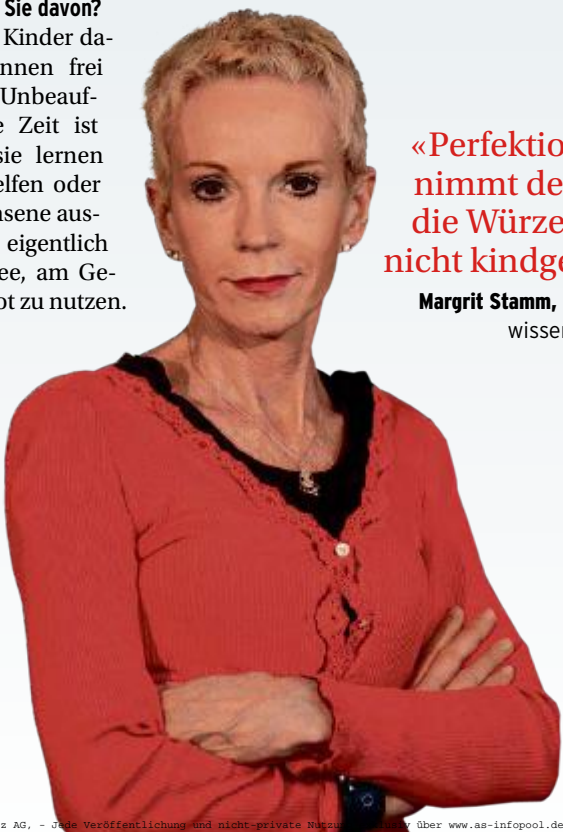 Sie davon?
Kinder da-
nnen frei
Unbeauf-
e Zeit ist
sie lernen
elfen oder
hsene aus-
eigentlich
ee, am Ge-
ot zu nutzen.
«Perfektio
nimmt de
die Würze
nicht kindge
Margrit Stamm,
wissen
z AG, - Jede Veröffentlichung und nicht-private Nutzu über www.as-infopool.de